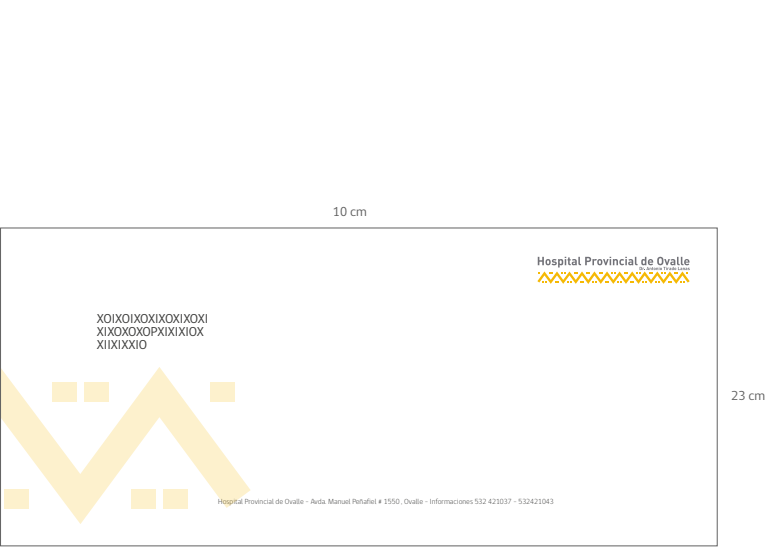 10 cm
Hospital Provincial de Ovalle
Dr. Antonio Tirado Lanas
XOIXOIXOXIXOXIXOXI
XIXOXOXOPXIXIXIOX
XIIXIXXIO
23 cm
Hospital Provincial de Ovalle - Avda. Manuel Peñafiel # 1550 , Ovalle - Informaciones 532 421037 - 532421043